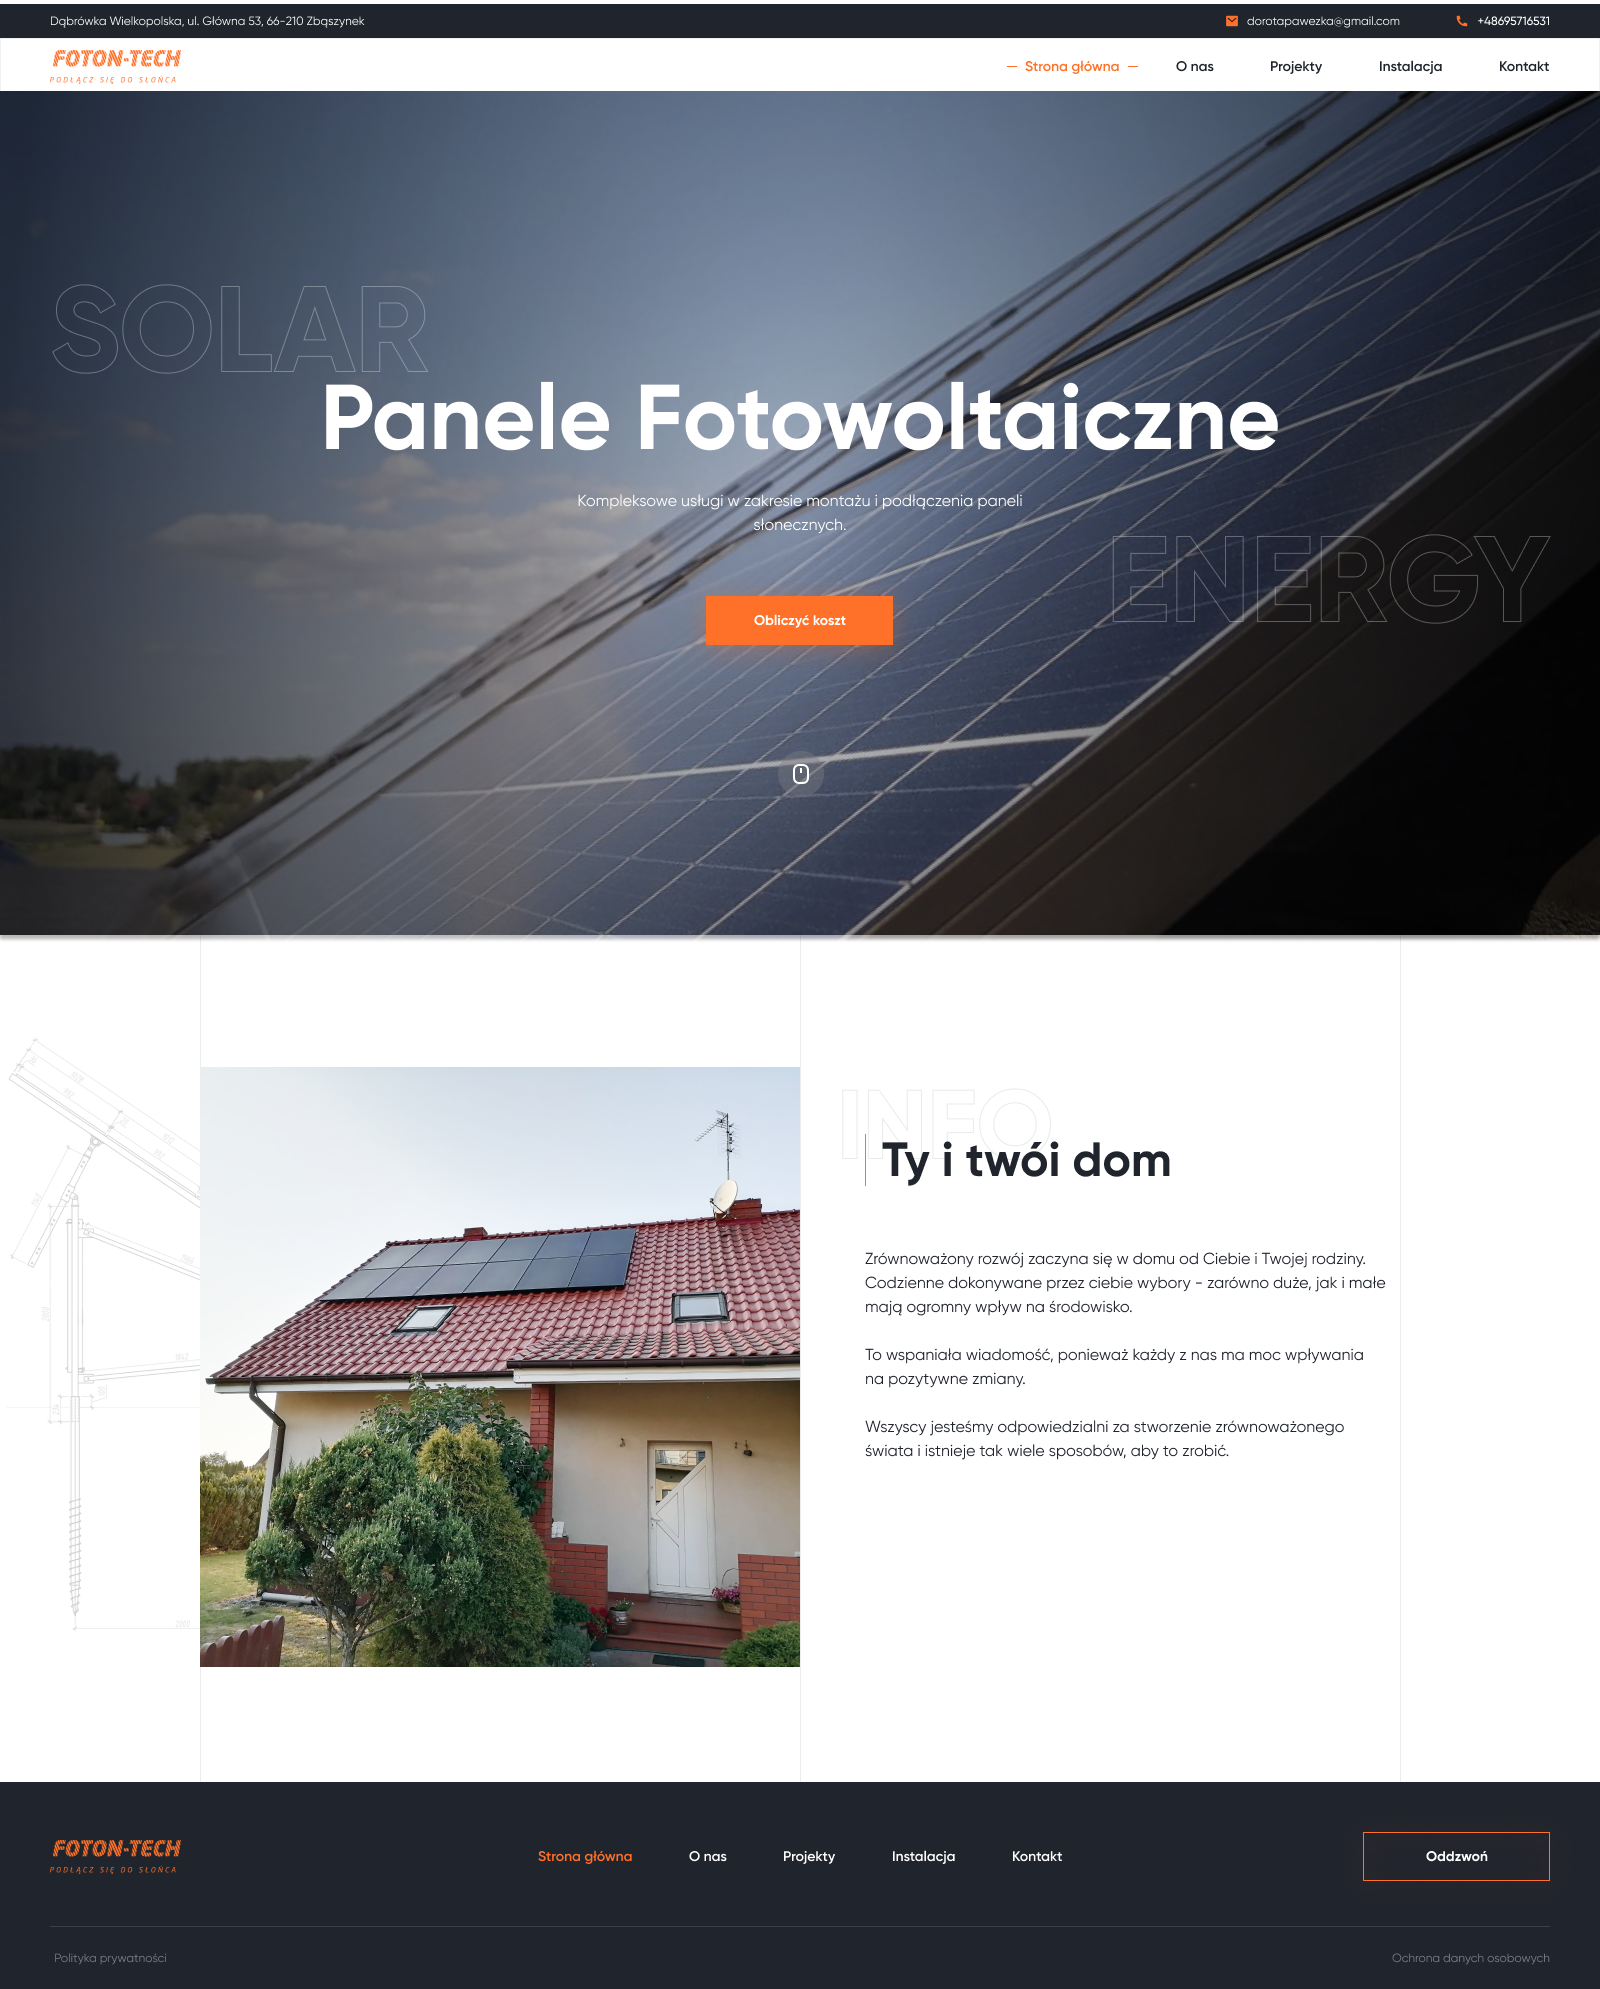 Dąbrówka Wielkopolska, ul. Główna 53, 66-210 Zbąszynek
dorotapawezka@gmail.com
+48695716531
FOTON-TECH
PODŁĄCZ SIĘ DO SŁOŃCA
Strona główna
O nas
Projekty
Instalacja
Kontakt
SOLAR
Panele Fotowoltaiczne
Kompleksowe usługi w zakresie montażu i podłączenia paneli
słonecznych.
ENERGY
Obliczyć koszt
INFO
Ty i twói dom
Zrównoważony rozwój zaczyna się w domu od Ciebie i Twojej rodziny.
Codzienne dokonywane przez ciebie wybory - zarówno duże, jak i małe
mają ogromny wpływ na środowisko.
To wspaniała wiadomość, ponieważ każdy z nas ma moc wpływania
na pozytywne zmiany.
Wszyscy jesteśmy odpowiedzialni za stworzenie zrównoważonego
świata i istnieje tak wiele sposobów, aby to zrobić.
FOTON-TECH
PODŁĄCZ SIĘ DO SŁOŃCA
Strona główna
O nas
Projekty
Instalacja
Kontakt
Oddzwoń
Polityka prywatności
Ochrona danych osobowych